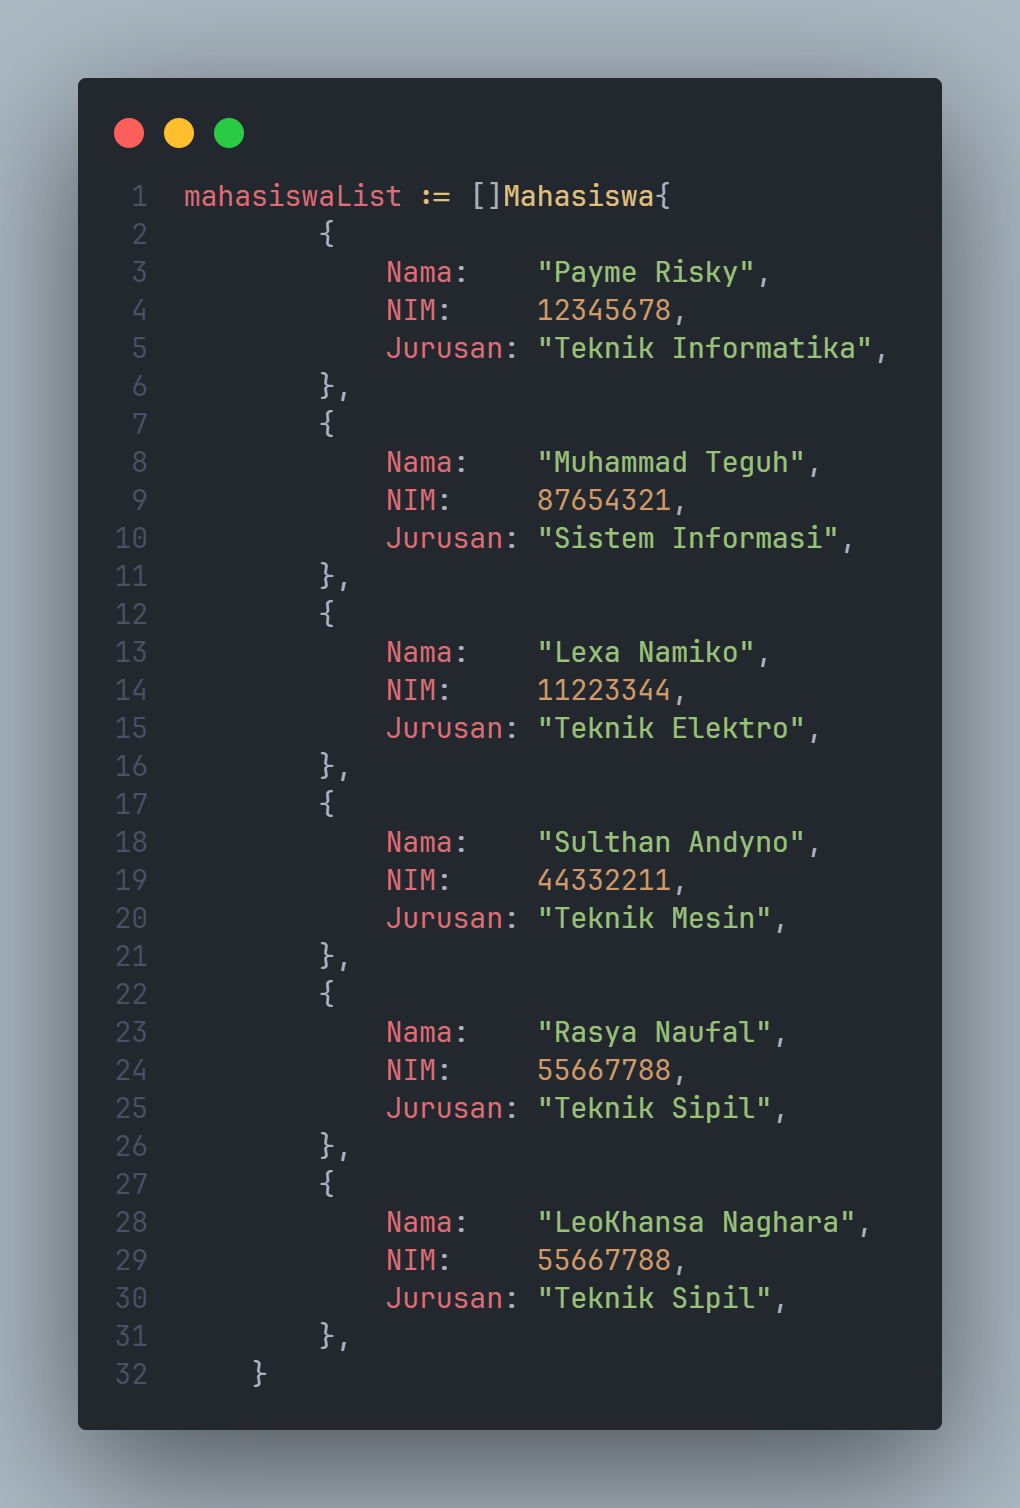 1 mahasiswaList := []Mahasiswa{
2         {
3             Nama:    "Payme Risky",
4             NIM:     12345678,
5             Jurusan: "Teknik Informatika",
6         },
7         {
8             Nama:    "Muhammad Teguh",
9             NIM:     87654321,
10             Jurusan: "Sistem Informasi",
11         },
12         {
13             Nama:    "Lexa Namiko",
14             NIM:     11223344,
15             Jurusan: "Teknik Elektro",
16         },
17         {
18             Nama:    "Sulthan Andyno",
19             NIM:     44332211,
20             Jurusan: "Teknik Mesin",
21         },
22         {
23             Nama:    "Rasya Naufal",
24             NIM:     55667788,
25             Jurusan: "Teknik Sipil",
26         },
27         {
28             Nama:    "LeoKhansa Naghara",
29             NIM:     55667788,
30             Jurusan: "Teknik Sipil",
31         },
32     }